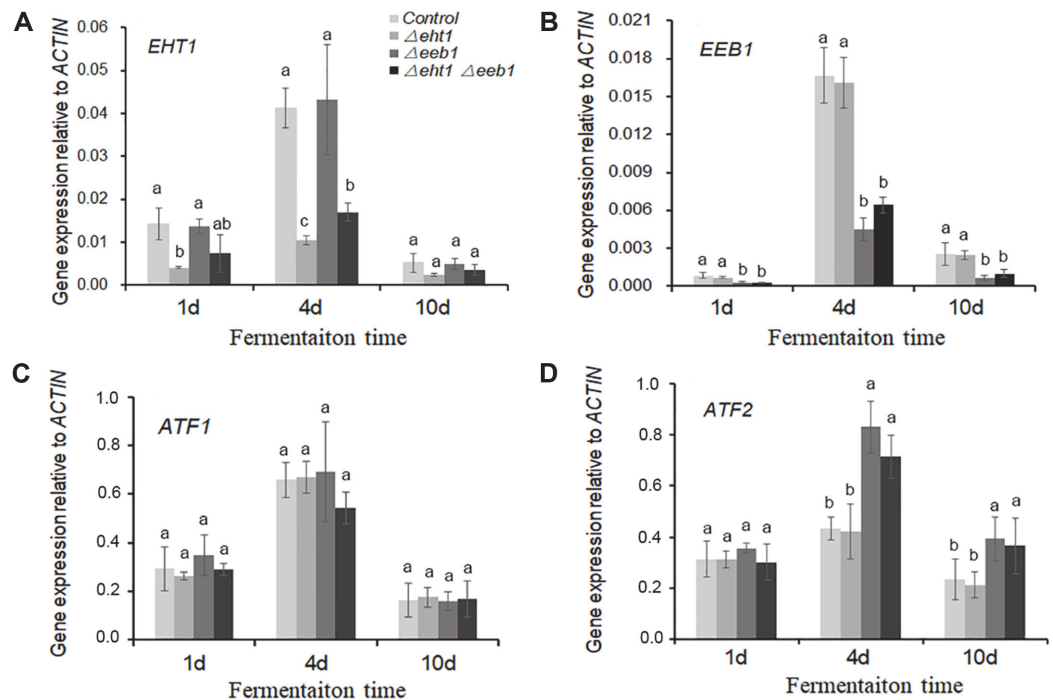 A
EHT1
Control
Δeht1
Δeeb1
Δeht1 Δeeb1
Gene expression relative to ACTIN
0.06
0.05
0.04
0.03
0.02
0.01
0.00
a
b
a
ab
a
c
a
b
a
a
a
a
1d
4d
10d
Fermentaiton time
B
EEB1
Gene expression relative to ACTIN
0.021
0.018
0.015
0.012
0.009
0.006
0.003
0.000
a
a
b
b
a
a
b
b
a
a
b
b
1d
4d
10d
Fermentaiton time
C
ATF1
Gene expression relative to ACTIN
1.0
0.8
0.6
0.4
0.2
0.0
a
a
a
a
a
a
a
a
a
a
a
a
1d
4d
10d
Fermentaiton time
D
ATF2
Gene expression relative to ACTIN
1.0
0.8
0.6
0.4
0.2
0.0
a
a
a
a
b
b
a
a
b
b
a
a
1d
4d
10d
Fermentaiton time